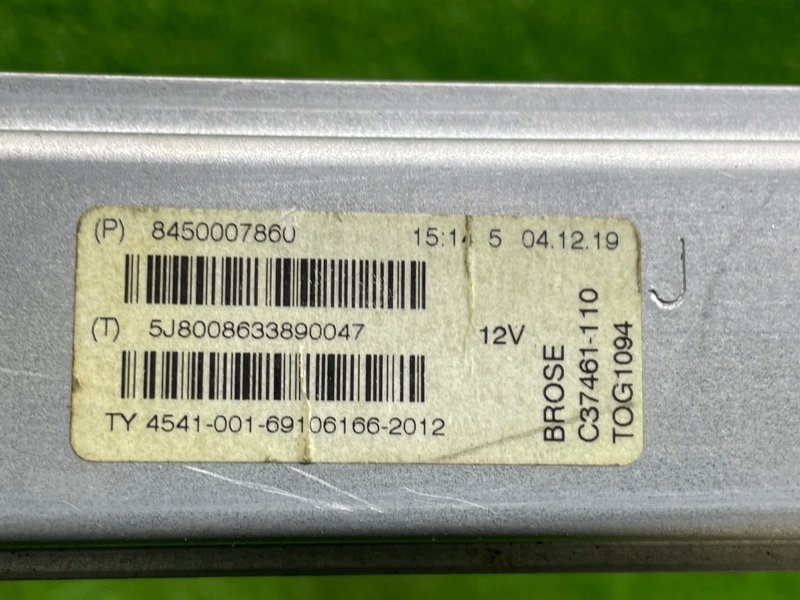 (P) 845000786U 15:14 5 04.12.19
(T) 5J8008633890047
12V
TY 4541-001-69106166-2012
BROSE
C37461-110
TOG1094